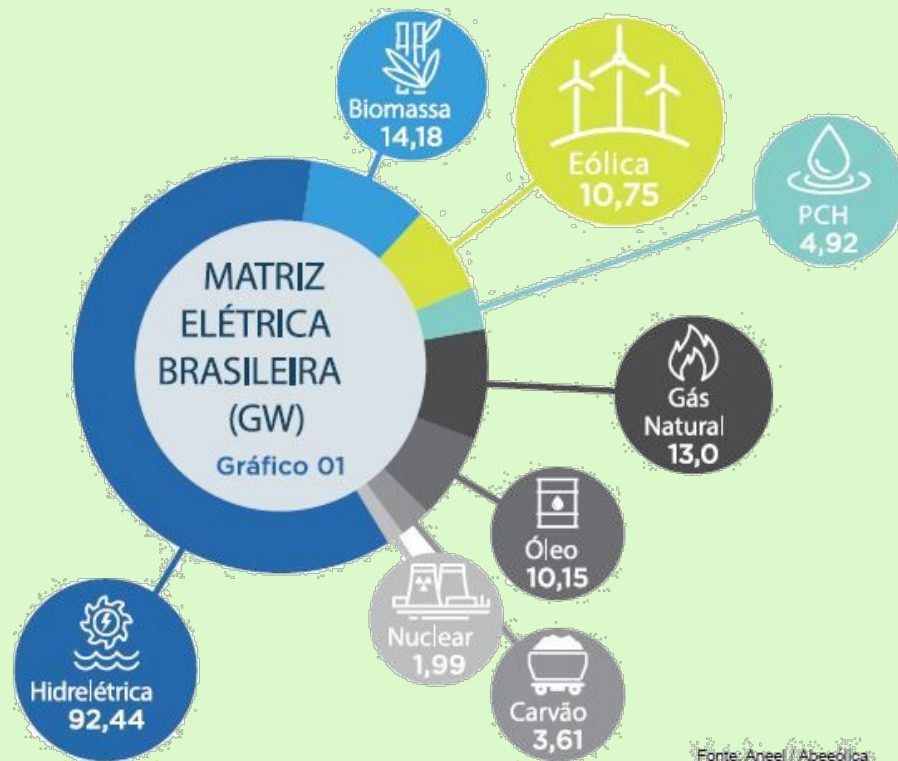 Biomassa
14,18
Eólica
10,75
PCH
4,92
MATRIZ
ELÉTRICA
BRASILEIRA
(GW)
Gráfico 01
Gás
Natural
13,0
Óleo
10,15
Nuclear
1,99
Carvão
3,61
Hidrelétrica
92,44
Fonte: Aneel / Abeeólica